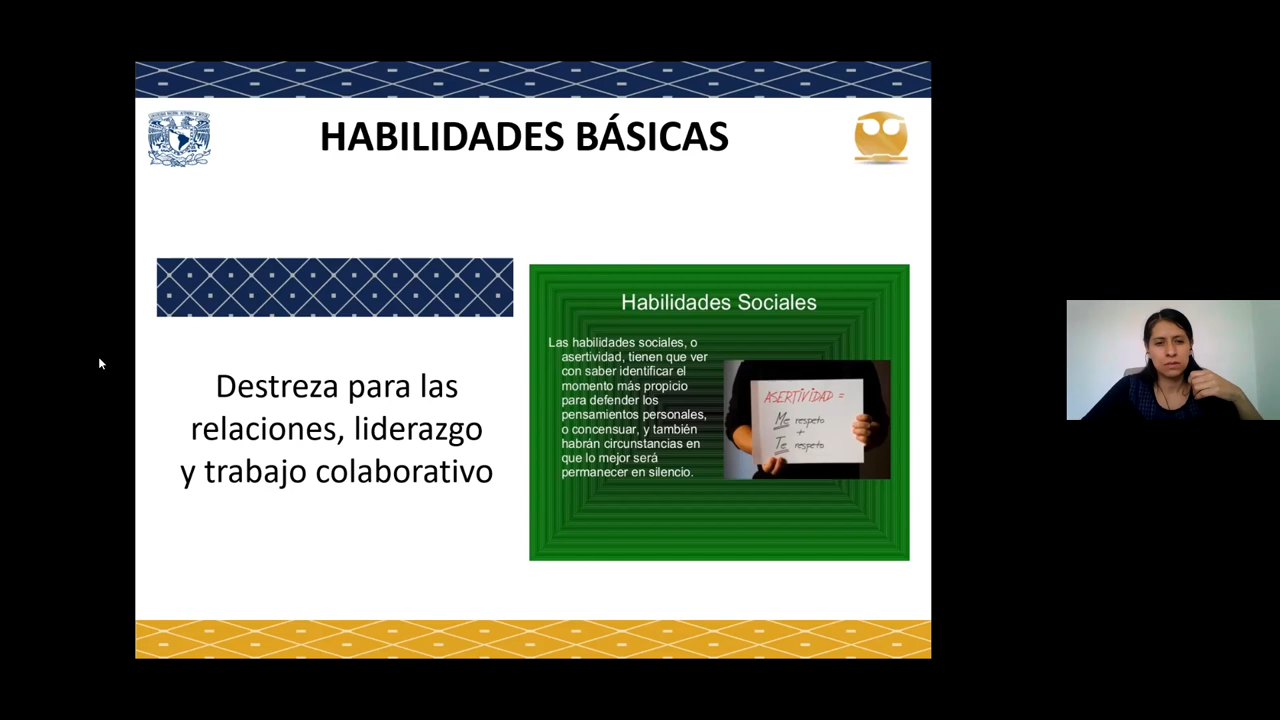 HABILIDADES BÁSICAS
Destreza para las
relaciones, liderazgo
y trabajo colaborativo
Habilidades Sociales
Las habilidades sociales, o
asertividad, tienen que ver
con saber identificar el
momento más propicio
para defender los
pensamientos personales,
o concensuar, y también
habrán circunstancias en
que lo mejor será
permanecer en silencio.
ASERTIVIDAD =
Me respeto
+
Te respeto